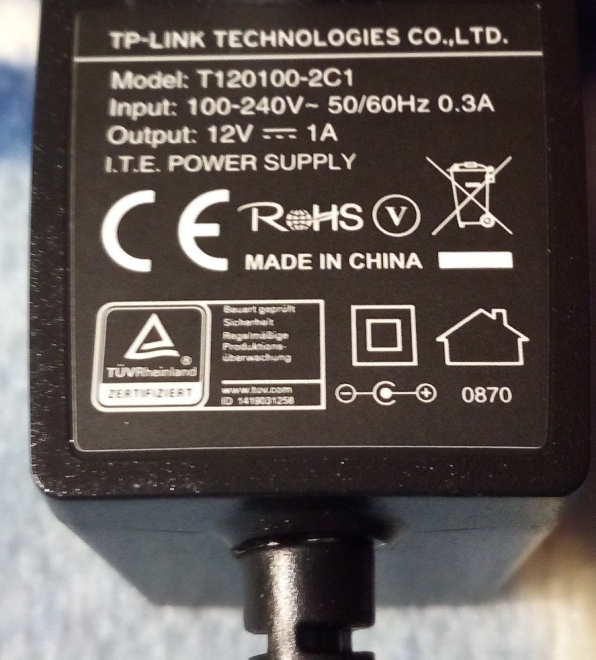 TP-LINK TECHNOLOGIES CO.,LTD.
Model: T120100-2C1
Input: 100-240V~ 50/60Hz 0.3A
Output: 12V ⎓ 1A
I.T.E. POWER SUPPLY
CE RoHS V
MADE IN CHINA
TÜVRheinland ®
ZERTIFIZIERT
Bauart geprüft
Sicherheit
Regelmäßige
Produktions-
überwachung
www.tuv.com
ID 1419031258
0870